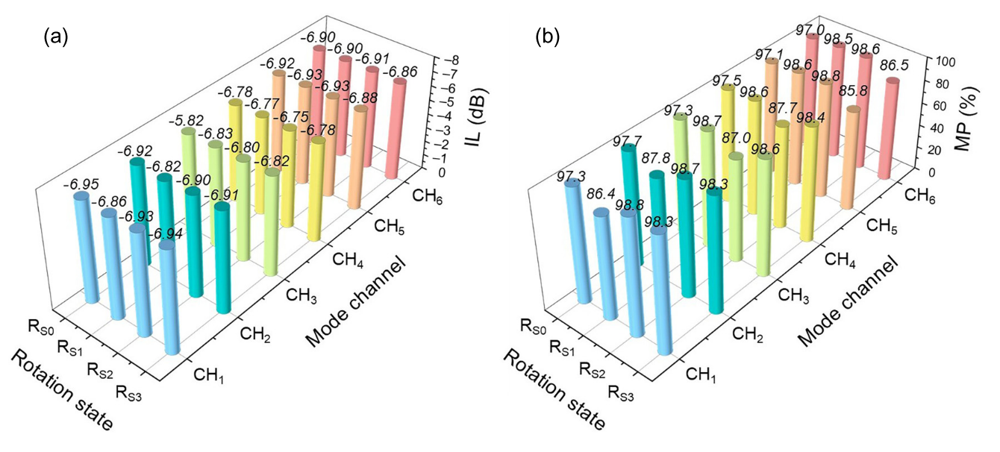 (a)
-6.90
-6.90
-6.91
-6.86
-6.92
-6.93
-6.93
-6.88
-6.78
-6.77
-6.75
-6.78
-5.82
-6.83
-6.80
-6.82
-6.92
-6.82
-6.90
-6.91
-6.95
-6.86
-6.93
-6.94
–8
–7
–6
–5
–4
–3
–2
–1
0
IL (dB)
CH6
CH5
CH4
CH3
CH2
CH1
Mode channel
RS0
RS1
RS2
RS3
Rotation state
(b)
97.0
98.5
98.6
86.5
97.1
98.6
98.8
85.8
97.5
98.6
87.7
98.4
97.3
98.7
87.0
98.6
97.7
87.8
98.7
98.3
97.3
86.4
98.8
98.3
100
80
60
40
20
0
MP (%)
CH6
CH5
CH4
CH3
CH2
CH1
Mode channel
RS0
RS1
RS2
RS3
Rotation state